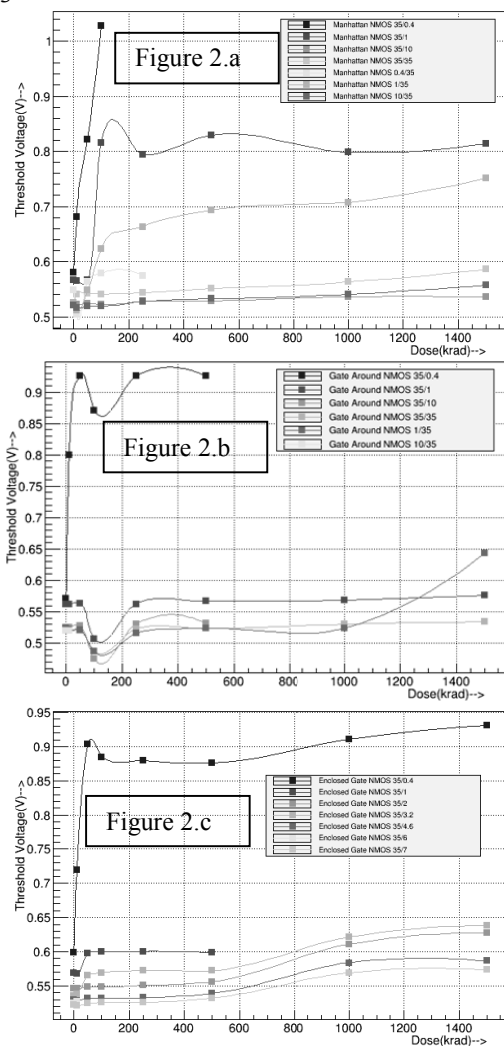 1
0.9
0.8
0.7
0.6
0.5
Threshold Voltage(V)-->
Figure 2.a
Manhattan NMOS 35/0.4
Manhattan NMOS 35/1
Manhattan NMOS 35/10
Manhattan NMOS 35/35
Manhattan NMOS 0.4/35
Manhattan NMOS 1/35
Manhattan NMOS 10/35
0 200 400 600 800 1000 1200 1400
Dose(krad)-->
0.9
0.85
0.8
0.75
0.7
0.65
0.6
0.55
0.5
Threshold Voltage(V)-->
Figure 2.b
Gate Around NMOS 35/0.4
Gate Around NMOS 35/1
Gate Around NMOS 35/10
Gate Around NMOS 35/35
Gate Around NMOS 1/35
Gate Around NMOS 10/35
0 200 400 600 800 1000 1200 1400
Dose(krad)-->
0.95
0.9
0.85
0.8
0.75
0.7
0.65
0.6
0.55
Threshold Voltage(V)-->
Figure 2.c
Enclosed Gate NMOS 35/0.4
Enclosed Gate NMOS 35/1
Enclosed Gate NMOS 35/2
Enclosed Gate NMOS 35/3.2
Enclosed Gate NMOS 35/4.6
Enclosed Gate NMOS 35/6
Enclosed Gate NMOS 35/7
0 200 400 600 800 1000 1200 1400
Dose(krad)-->